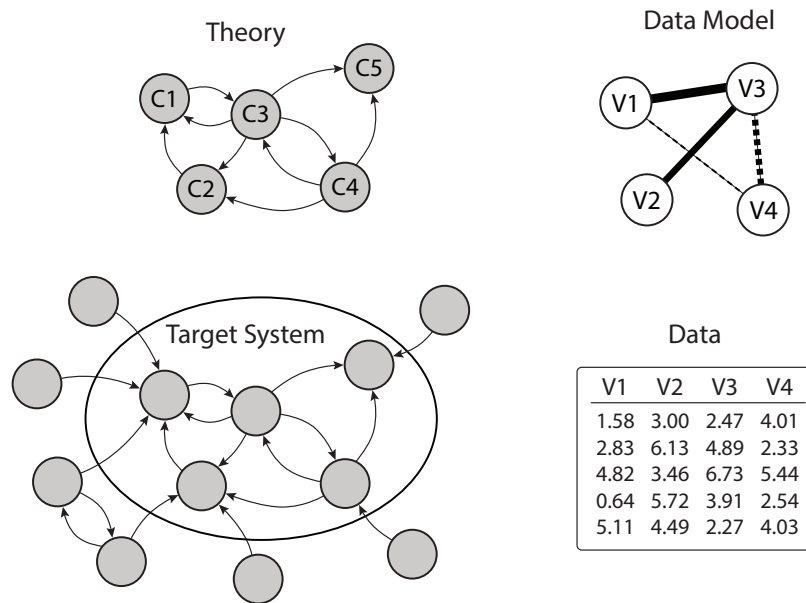 Theory
C1
C3
C5
C2
C4
Data Model
V1
V3
V2
V4
Target System
Data
V1 V2 V3 V4
1.58 3.00 2.47 4.01
2.83 6.13 4.89 2.33
4.82 3.46 6.73 5.44
0.64 5.72 3.91 2.54
5.11 4.49 2.27 4.03